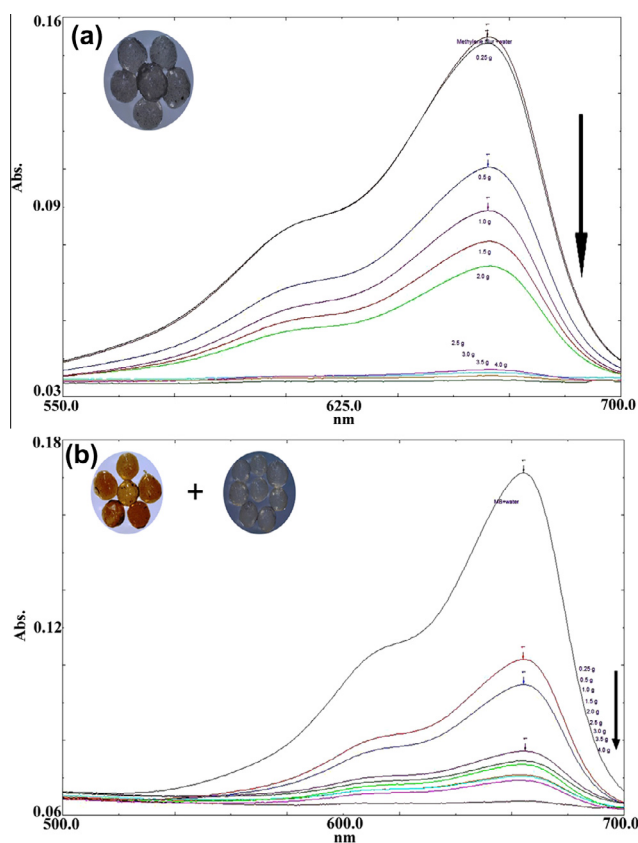 (a)
0.16
Methylene blue +water
0.25 g
0.5 g
1.0 g
1.5 g
2.0 g
2.5 g
3.0 g
3.5 g
4.0 g
0.09
0.03
Abs.
550.0
625.0
700.0
nm
(b)
0.18
+
MB+water
0.25 g
0.5 g
1.0 g
1.5 g
2.0 g
2.5 g
3.0 g
3.5 g
4.0 g
0.12
0.06
Abs.
500.0
600.0
700.0
nm